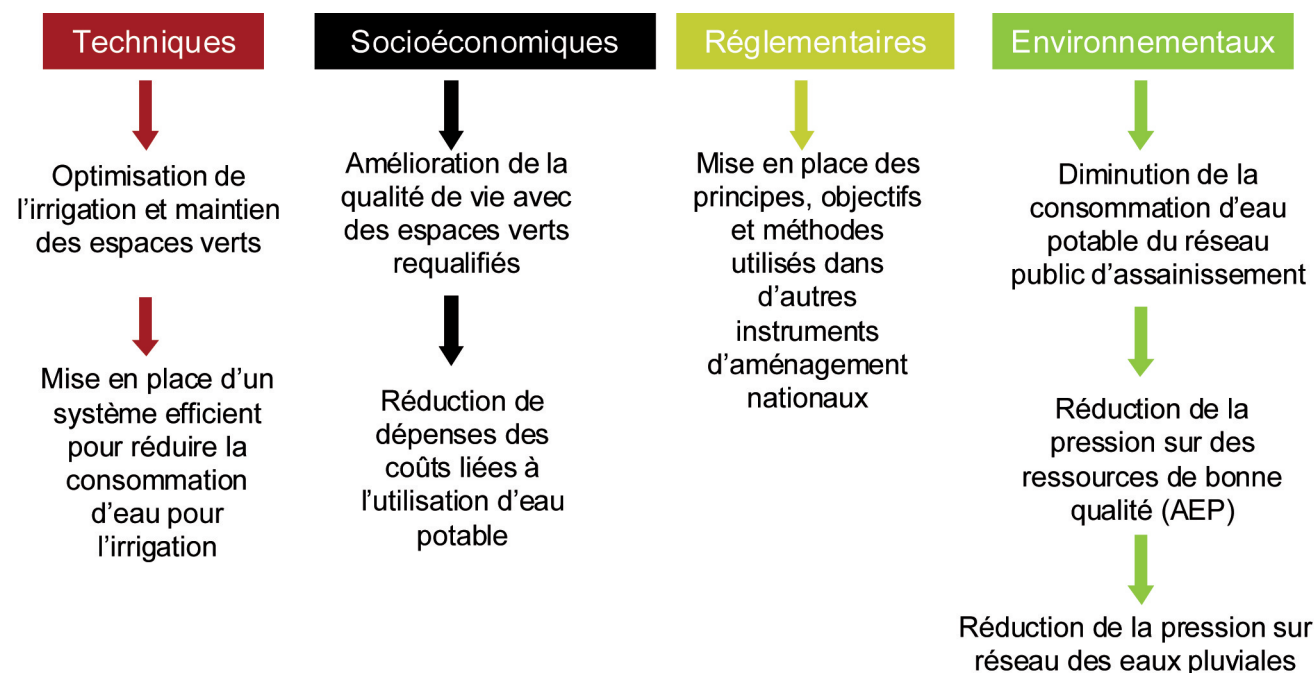 Techniques
Optimisation de
l’irrigation et maintien
des espaces verts
Mise en place d’un
système efficient
pour réduire la
consommation
d’eau pour
l’irrigation
Socioéconomiques
Amélioration de la
qualité de vie avec
des espaces verts
requalifiés
Réduction de
dépenses des
coûts liées à
l’utilisation d’eau
potable
Réglementaires
Mise en place des
principes, objectifs
et méthodes
utilisés dans
d’autres
instruments
d’aménagement
nationaux
Environnementaux
Diminution de la
consommation d’eau
potable du réseau
public d’assainissement
Réduction de la
pression sur des
ressources de bonne
qualité (AEP)
Réduction de la pression sur
réseau des eaux pluviales